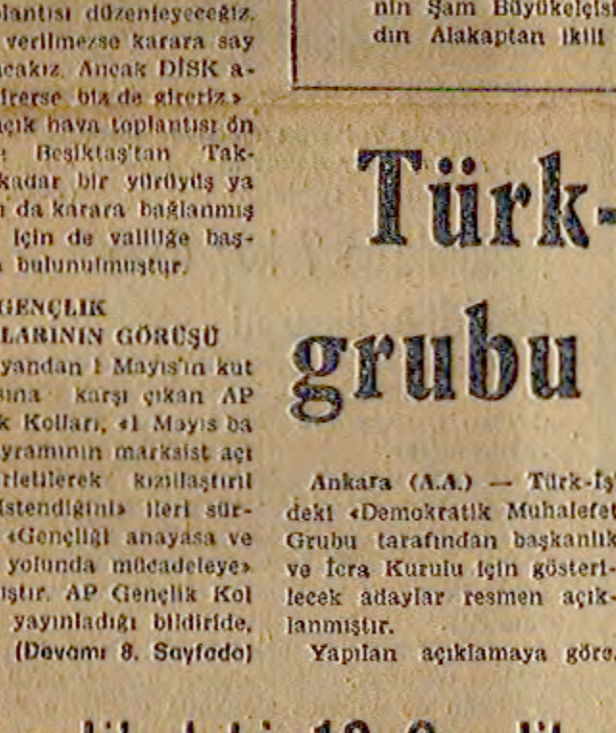 lantısı düzenleyeceğiz.
verilmezse karara say
acakız. Ancak DİSK a-
irerse biz de gireriz.»
açık hava toplantısı ön
Beşiktaş'tan Tak-
kadar bir yürüyüş ya
da karara bağlanmış
için de valiliğe baş-
bulunulmuştur.
GENÇLİK
LARININ GÖRÜŞÜ
yandan 1 Mayıs'ın kut
sına karşı çıkan AP
k Kolları, «1 Mayıs ba
yramının marksist açı
rletilerek kızıllaştırıl
istendiğini» ileri sür-
«Gençliği anayasa ve
yolunda mücadeleye»
ıştır. AP Gençlik Kol
yayınladığı bildiride,
(Devamı 8. Sayfada)
nin Şam Büyükelçisi
din Alakaptan ikili
Türk-
grubu
Ankara (A.A.) — Türk-İş'
deki «Demokratik Muhalefet
Grubu tarafından başkanlık
ve İcra Kurulu için gösteri-
lecek adaylar resmen açık-
lanmıştır.
Yapılan açıklamaya göre,